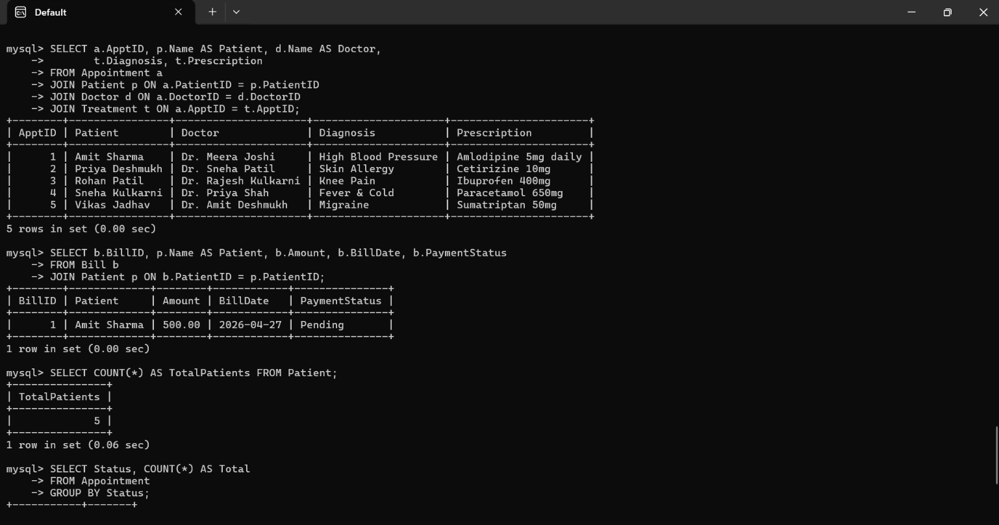 Default
mysql> SELECT a.ApptID, p.Name AS Patient, d.Name AS Doctor,
    ->        t.Diagnosis, t.Prescription
    -> FROM Appointment a
    -> JOIN Patient p ON a.PatientID = p.PatientID
    -> JOIN Doctor d ON a.DoctorID = d.DoctorID
    -> JOIN Treatment t ON a.ApptID = t.ApptID;
+--------+----------------+---------------------+---------------------+----------------------+
| ApptID | Patient        | Doctor              | Diagnosis           | Prescription         |
+--------+----------------+---------------------+---------------------+----------------------+
|      1 | Amit Sharma    | Dr. Meera Joshi     | High Blood Pressure | Amlodipine 5mg daily |
|      2 | Priya Deshmukh | Dr. Sneha Patil     | Skin Allergy        | Cetirizine 10mg      |
|      3 | Rohan Patil    | Dr. Rajesh Kulkarni | Knee Pain           | Ibuprofen 400mg      |
|      4 | Sneha Kulkarni | Dr. Priya Shah      | Fever & Cold        | Paracetamol 650mg    |
|      5 | Vikas Jadhav   | Dr. Amit Deshmukh   | Migraine            | Sumatriptan 50mg     |
+--------+----------------+---------------------+---------------------+----------------------+
5 rows in set (0.00 sec)
mysql> SELECT b.BillID, p.Name AS Patient, b.Amount, b.BillDate, b.PaymentStatus
    -> FROM Bill b
    -> JOIN Patient p ON b.PatientID = p.PatientID;
+--------+-------------+--------+------------+---------------+
| BillID | Patient     | Amount | BillDate   | PaymentStatus |
+--------+-------------+--------+------------+---------------+
|      1 | Amit Sharma | 500.00 | 2026-04-27 | Pending       |
+--------+-------------+--------+------------+---------------+
1 row in set (0.00 sec)
mysql> SELECT COUNT(*) AS TotalPatients FROM Patient;
+---------------+
| TotalPatients |
+---------------+
|             5 |
+---------------+
1 row in set (0.06 sec)
mysql> SELECT Status, COUNT(*) AS Total
    -> FROM Appointment
    -> GROUP BY Status;
+-----------+-------+